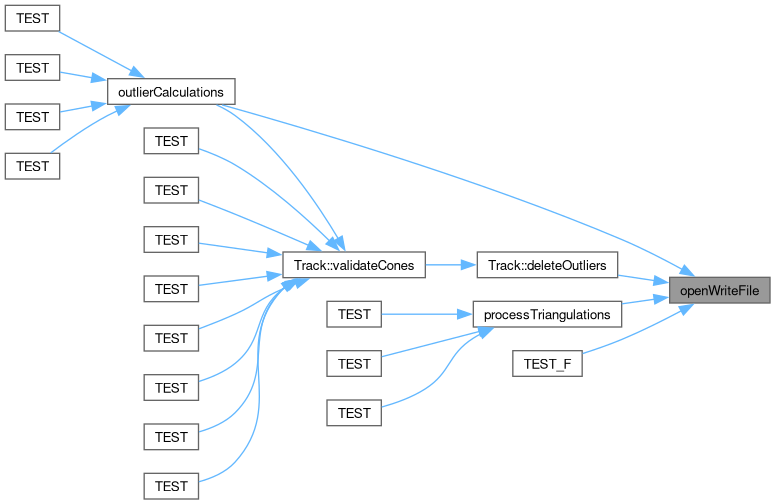 TEST
TEST
outlierCalculations
TEST
TEST
TEST
TEST
TEST
Track::validateCones
Track::deleteOutliers
openWriteFile
TEST
TEST
processTriangulations
TEST
TEST
TEST_F
TEST
TEST
TEST
TEST